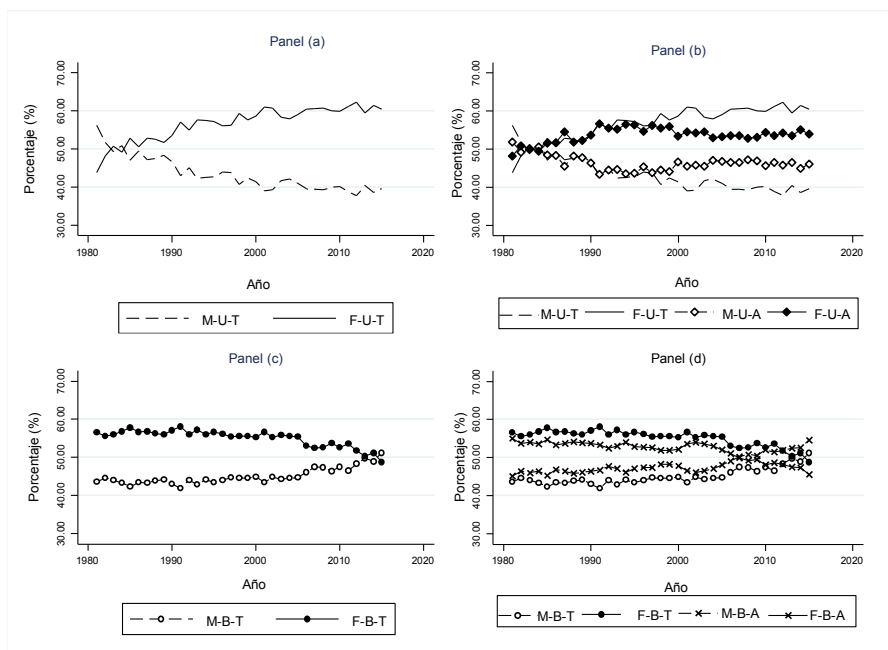 Panel (a)
Porcentaje (%)
70.00
60.00
50.00
40.00
30.00
1980 1990 2000 2010 2020
Año
M-U-T F-U-T
Panel (b)
Porcentaje (%)
70.00
60.00
50.00
40.00
30.00
1980 1990 2000 2010 2020
Año
M-U-T F-U-T M-U-A F-U-A
Panel (c)
Porcentaje (%)
70.00
60.00
50.00
40.00
30.00
1980 1990 2000 2010 2020
Año
M-B-T F-B-T
Panel (d)
Porcentaje (%)
70.00
60.00
50.00
40.00
30.00
1980 1990 2000 2010 2020
Año
M-B-T F-B-T M-B-A F-B-A